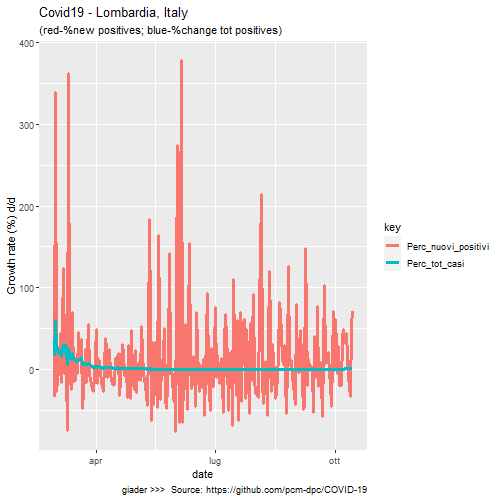 Covid19 - Lombardia, Italy
(red-%new positives; blue-%change tot positives)
Growth rate (%) d/d
400
300
200
100
0
apr
lug
ott
date
key
Perc_nuovi_positivi
Perc_tot_casi
giader >>>  Source: https://github.com/pcm-dpc/COVID-19